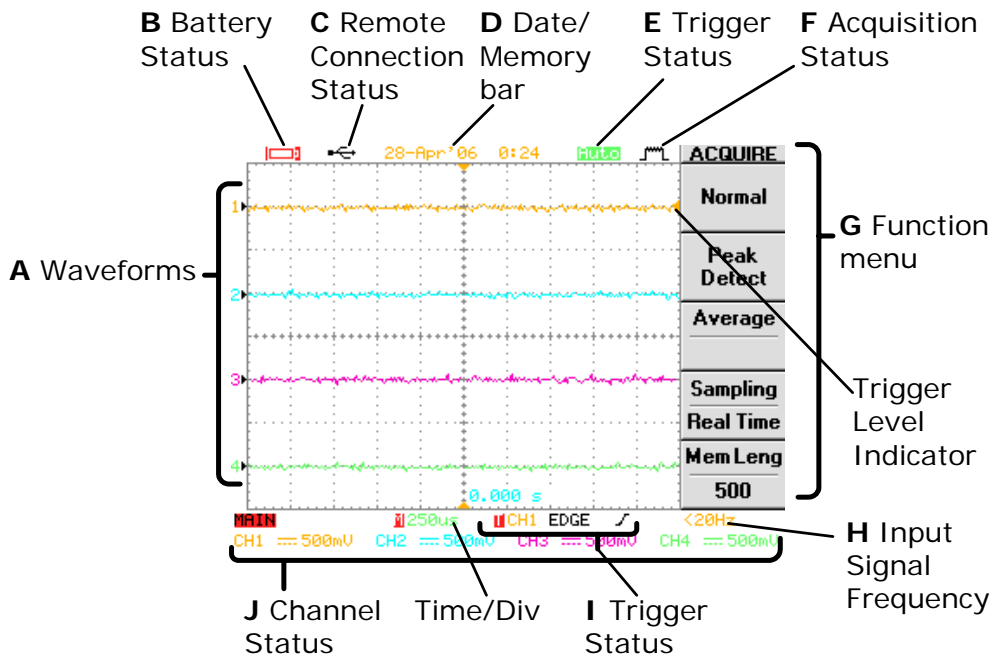 B Battery Status
C Remote Connection Status
D Date/ Memory bar
E Trigger Status
F Acquisition Status
28-Apr'06 0:24
Auto
ACQUIRE
Normal
Peak Detect
Average
Sampling
Real Time
Mem Leng
500
G Function menu
A Waveforms
1
2
3
4
Trigger Level Indicator
0.000 s
MAIN
M 250us
T CH1 EDGE
<20Hz
CH1 500mV
CH2 500mV
CH3 500mV
CH4 500mV
H Input Signal Frequency
J Channel Status
Time/Div
I Trigger Status